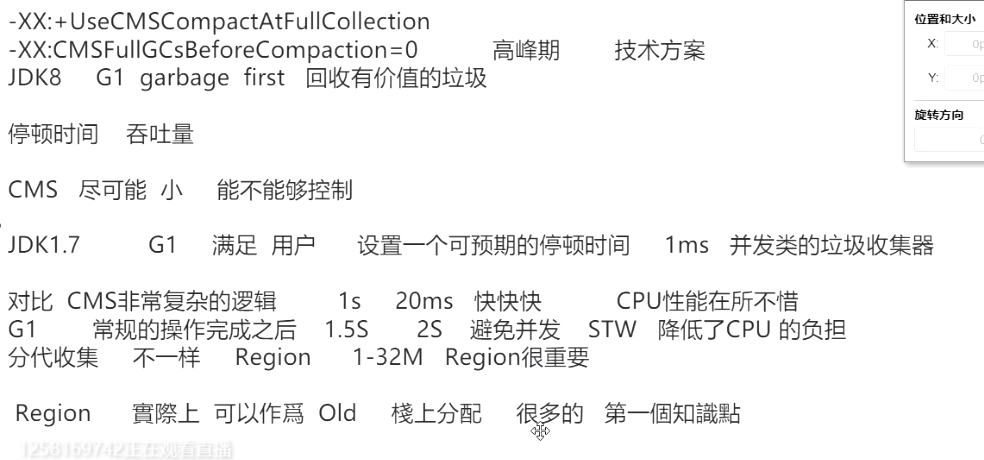 -XX:+UseCMSCompactAtFullCollection
-XX:CMSFullGCsBeforeCompaction=0 高峰期 技术方案
JDK8 G1 garbage first 回收有价值的垃圾
停顿时间 吞吐量
CMS 尽可能 小 能不能够控制
JDK1.7 G1 满足 用户 设置一个可预期的停顿时间 1ms 并发类的垃圾收集器
对比 CMS非常复杂的逻辑 1s 20ms 快快快 CPU性能在所不惜
G1 常规的操作完成之后 1.5S 2S 避免并发 STW 降低了CPU 的负担
分代收集 不一样 Region 1-32M Region很重要
Region 實際上 可以作爲 Old 棧上分配 很多的 第一個知識點
1258169742正在观看直播
位置和大小
X: 0p
Y: 0p
旋转方向
0